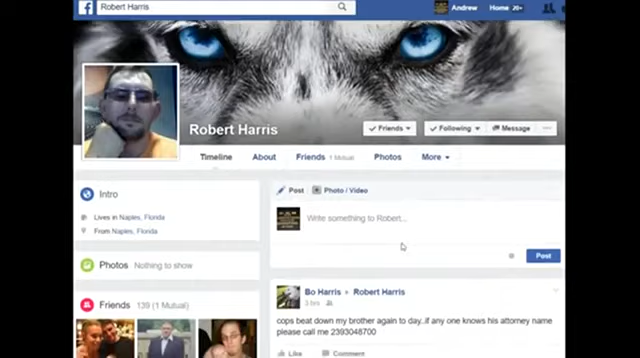 f Robert Harris
Andrew Home 20+
Robert Harris
Friends Following Message ...
Timeline About Friends 1 Mutual Photos More
Intro
Lives in Naples, Florida
From Naples, Florida
Photos Nothing to show
Friends 139 (1 Mutual)
Post Photo / Video
Write something to Robert...
Post
Bo Harris ▸ Robert Harris
3 hrs
cops beat down my brother again to day..if any one knows his attorney name
please call me 2393048700
Like Comment